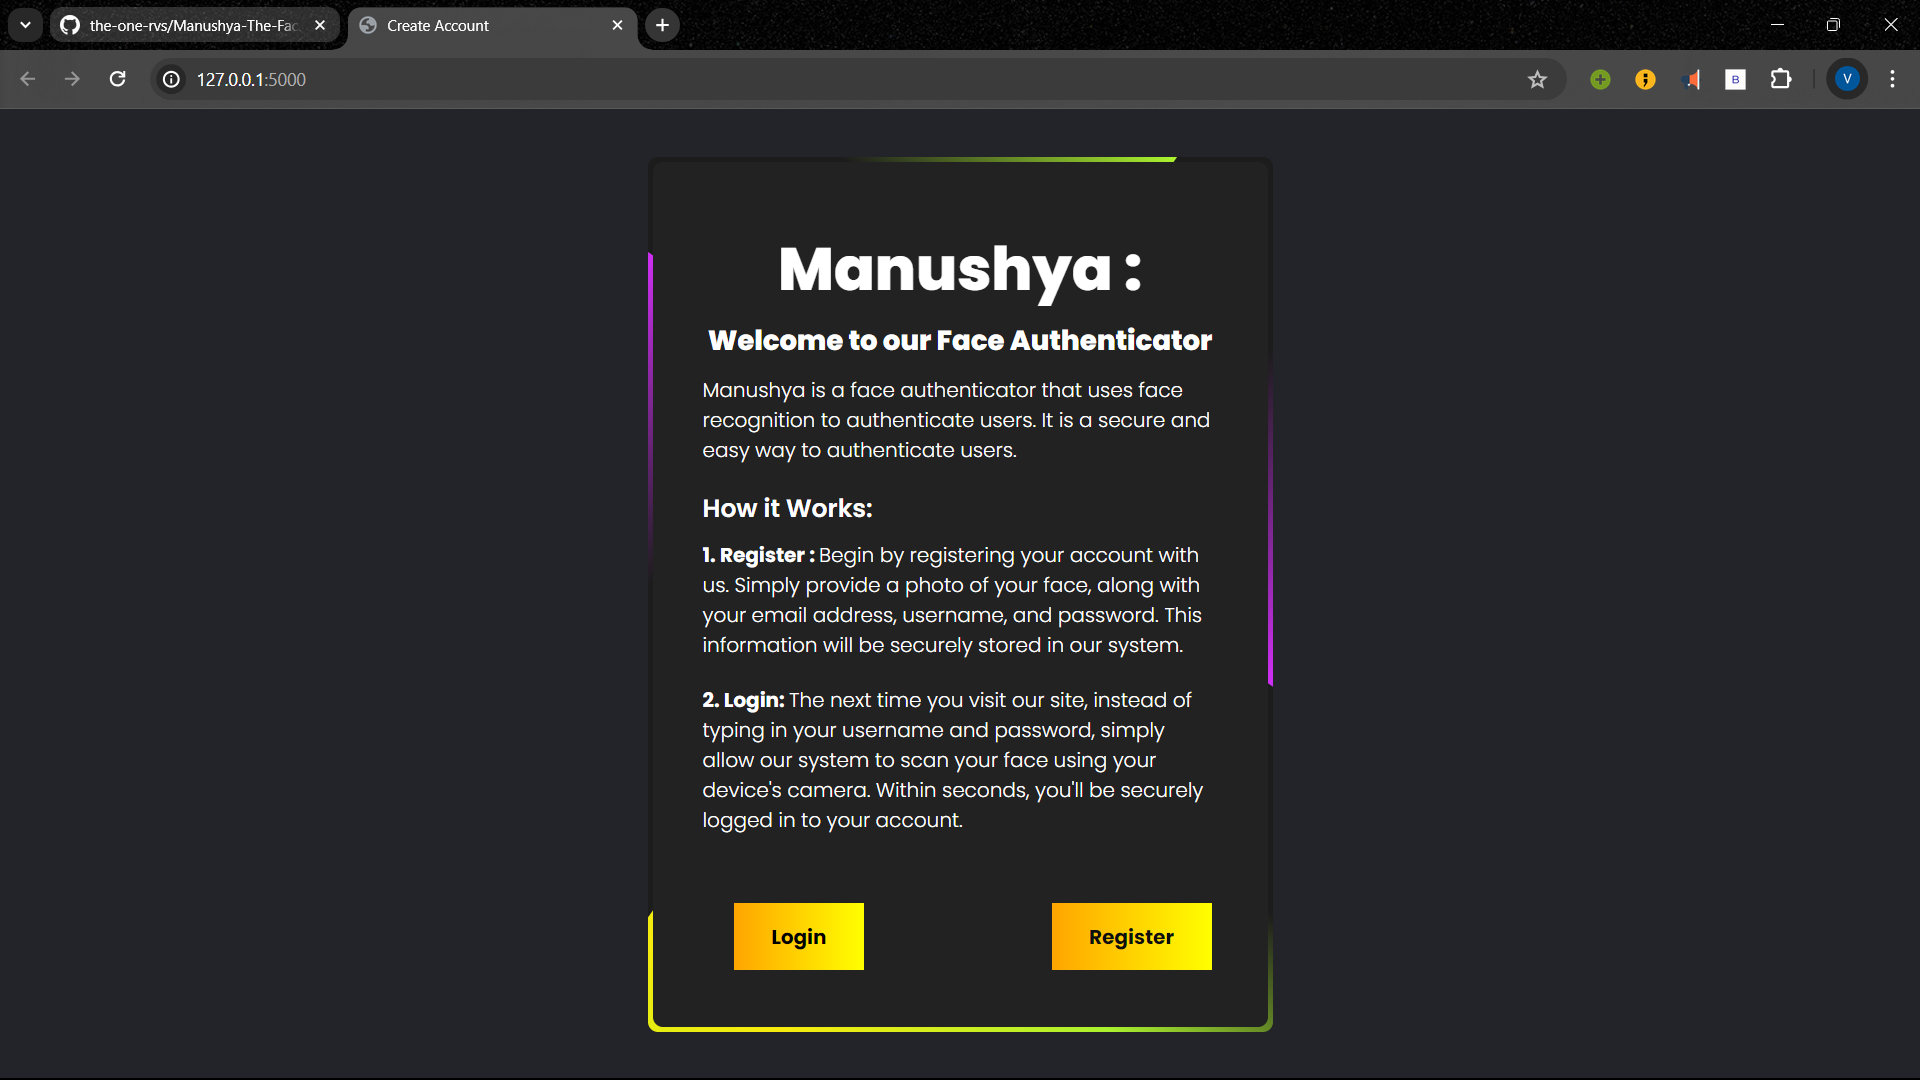 the-one-rvs/Manushya-The-Fac
Create Account
127.0.0.1:5000
B
V
Manushya :
Welcome to our Face Authenticator
Manushya is a face authenticator that uses face
recognition to authenticate users. It is a secure and
easy way to authenticate users.
How it Works:
1. Register : Begin by registering your account with
us. Simply provide a photo of your face, along with
your email address, username, and password. This
information will be securely stored in our system.
2. Login: The next time you visit our site, instead of
typing in your username and password, simply
allow our system to scan your face using your
device's camera. Within seconds, you'll be securely
logged in to your account.
Login
Register